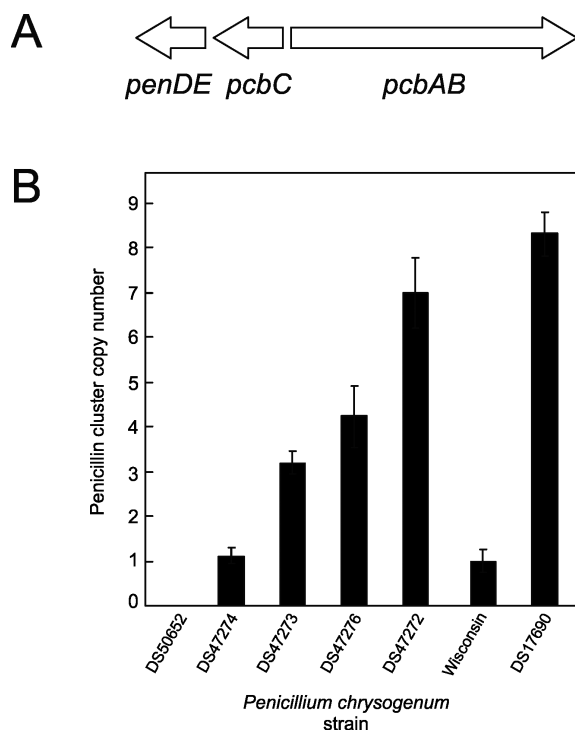 A
penDE pcbC pcbAB
B
Penicillin cluster copy number
9
8
7
6
5
4
3
2
1
0
DS50652
DS47274
DS47273
DS47276
DS47272
Wisconsin
DS17690
Penicillium chrysogenum
strain